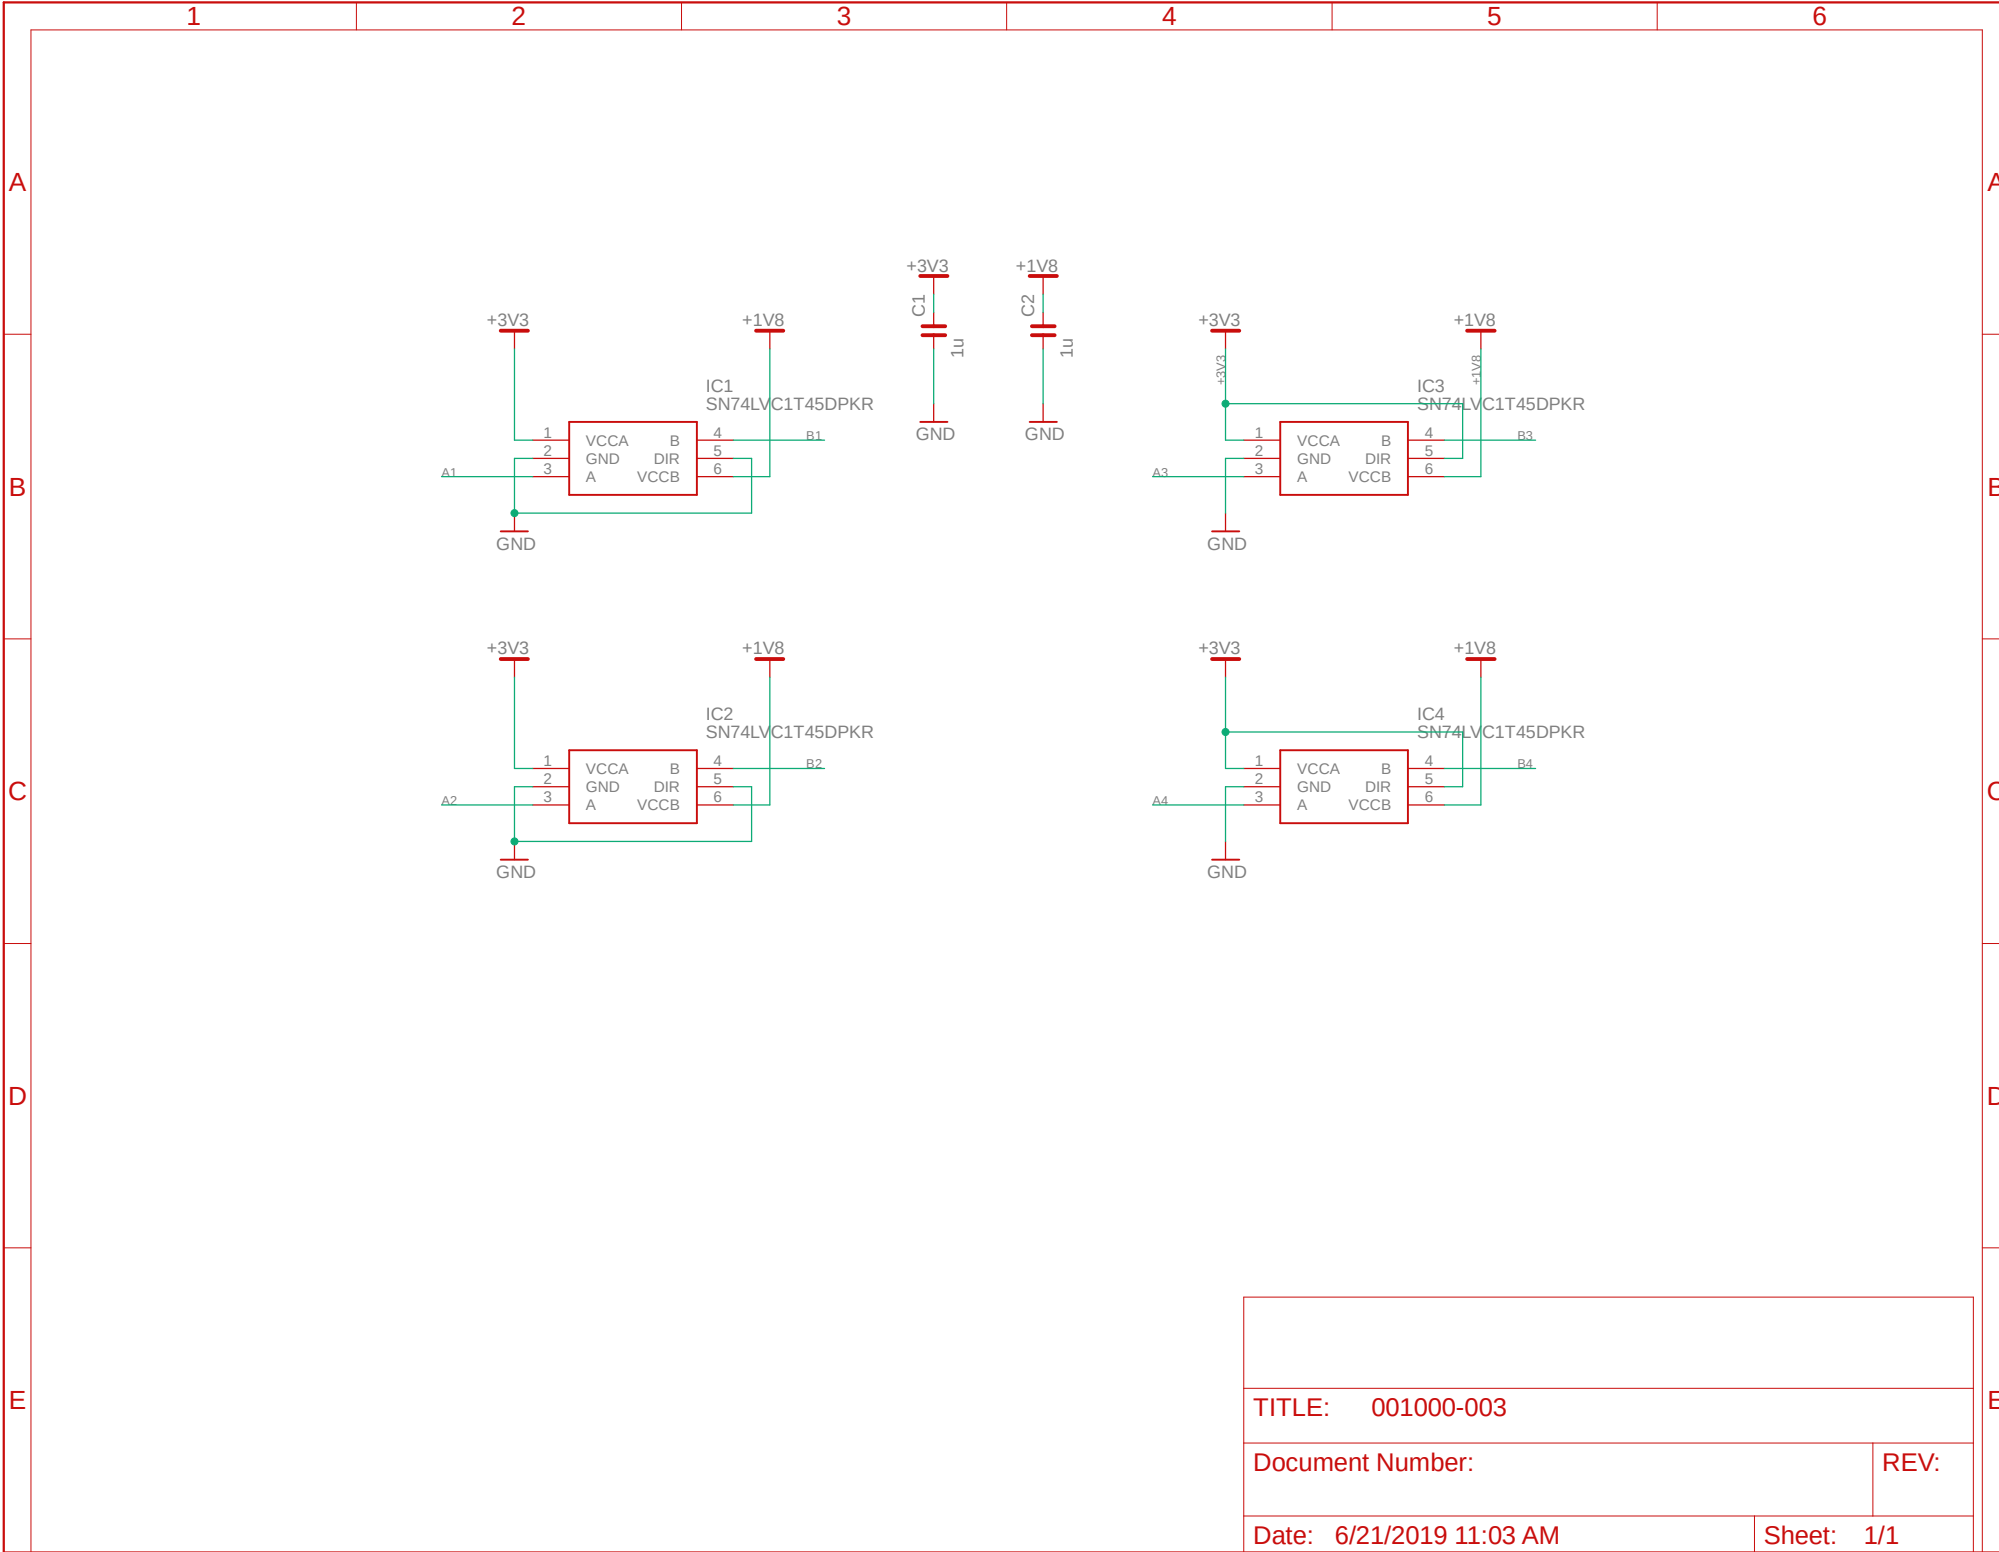 1 2 3 4 5 6
A A
+3V3 +1V8
C1 C2
1u 1u
GND GND
+3V3 +1V8
IC1
SN74LVC1T45DPKR
1 VCCA B 4 B1
2 GND DIR 5
A1 3 A VCCB 6
GND
+3V3 +1V8
+3V3 +1V8
IC3
SN74LVC1T45DPKR
1 VCCA B 4 B3
2 GND DIR 5
A3 3 A VCCB 6
GND
B B
+3V3 +1V8
IC2
SN74LVC1T45DPKR
1 VCCA B 4 B2
2 GND DIR 5
A2 3 A VCCB 6
GND
+3V3 +1V8
IC4
SN74LVC1T45DPKR
1 VCCA B 4 B4
2 GND DIR 5
A4 3 A VCCB 6
GND
C C
D D
E E
TITLE: 001000-003
Document Number: REV:
Date: 6/21/2019 11:03 AM Sheet: 1/1